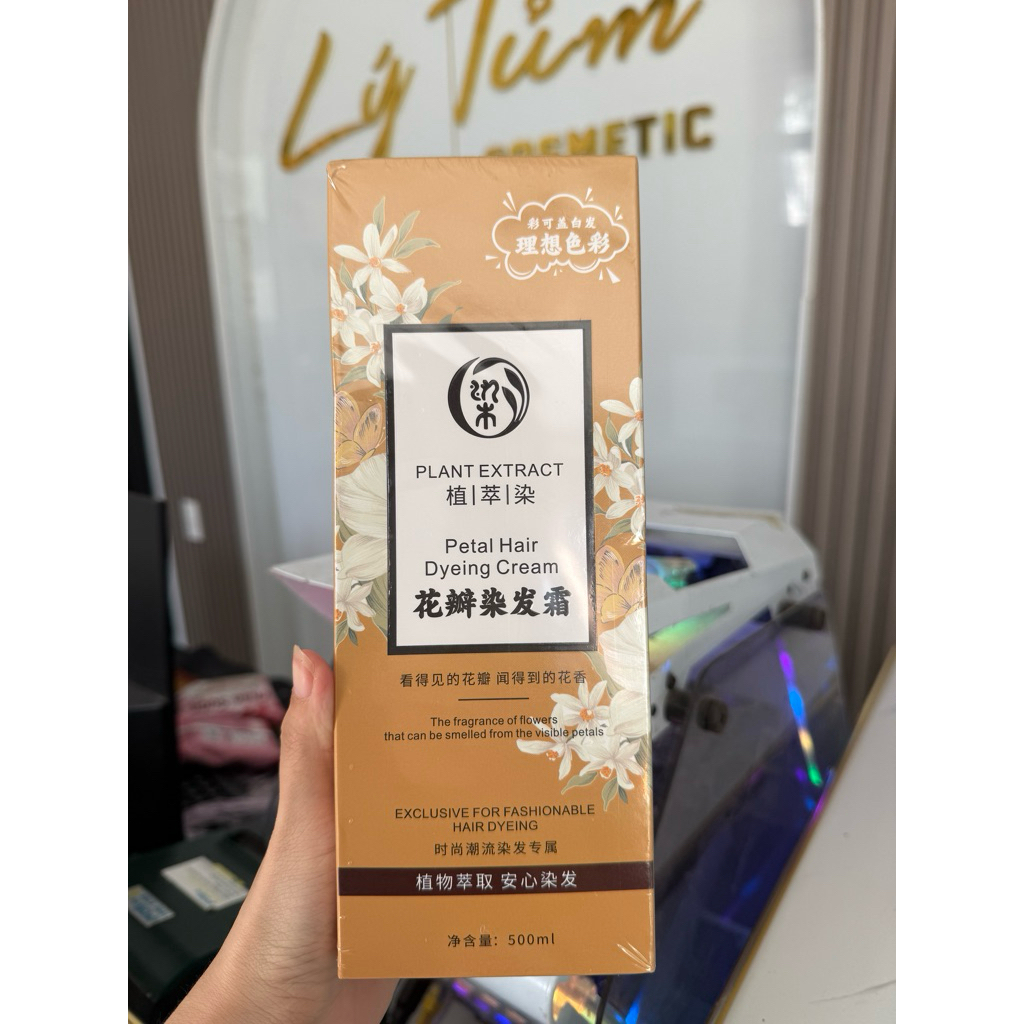 Lý Tủm
COSMETIC
彩可盖白发
理想色彩
染
PLANT EXTRACT
植|萃|染
Petal Hair
Dyeing Cream
花瓣染发霜
看得见的花瓣 闻得到的花香
The fragrance of flowers
that can be smelled from the visible petals
EXCLUSIVE FOR FASHIONABLE
HAIR DYEING
时尚潮流染发专属
植物萃取 安心染发
净含量：500ml